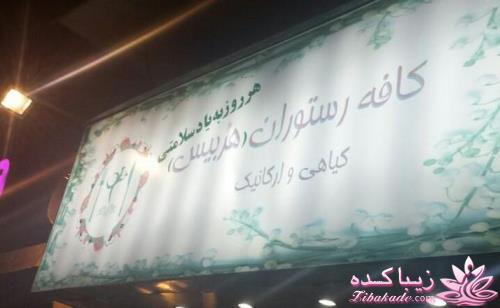 هر روز به یاد سلامتی
کافه رستوران (هربیس)
گیاهی و ارگانیک
زیباکده
Zibakade.com